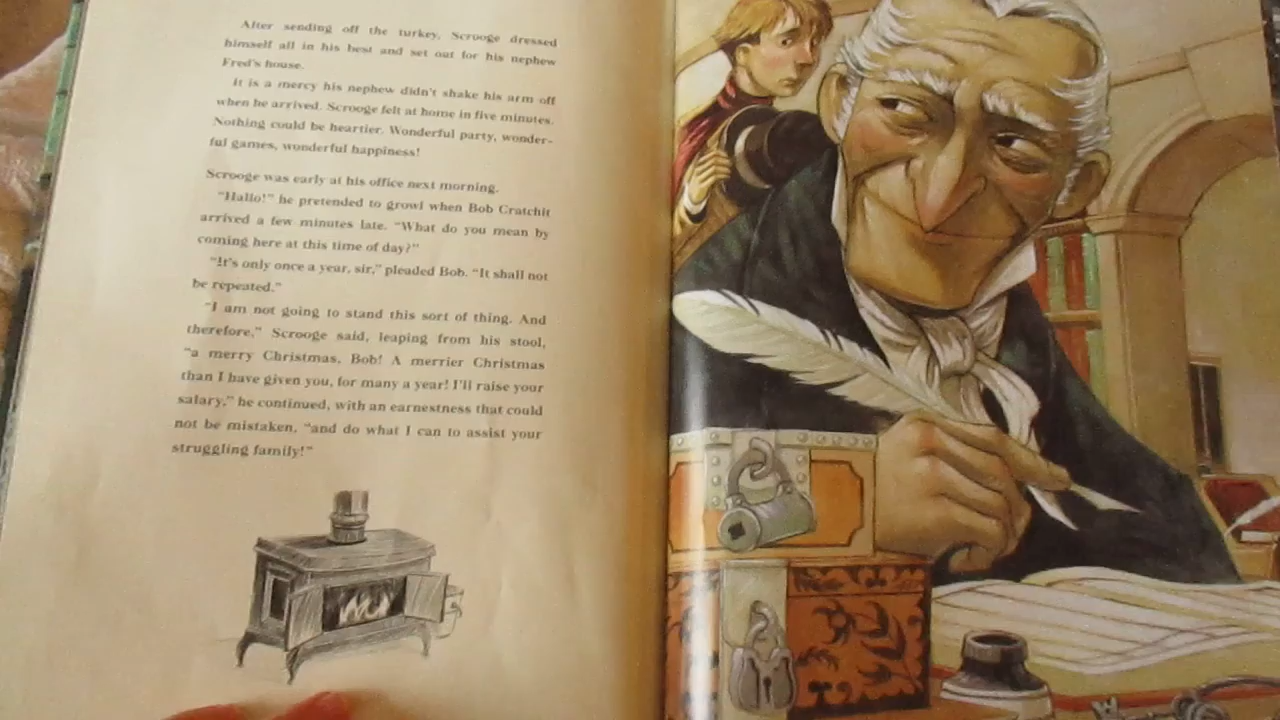 After sending off the turkey, Scrooge dressed
himself all in his best and set out for his nephew
Fred's house.
It is a mercy his nephew didn't shake his arm off
when he arrived. Scrooge felt at home in five minutes.
Nothing could be heartier. Wonderful party, wonder-
ful games, wonderful happiness!
Scrooge was early at his office next morning.
"Hallo!" he pretended to growl when Bob Cratchit
arrived a few minutes late. "What do you mean by
coming here at this time of day?"
"It's only once a year, sir," pleaded Bob. "It shall not
be repeated."
"I am not going to stand this sort of thing. And
therefore," Scrooge said, leaping from his stool,
"a merry Christmas, Bob! A merrier Christmas
than I have given you, for many a year! I'll raise your
salary," he continued, with an earnestness that could
not be mistaken, "and do what I can to assist your
struggling family!"